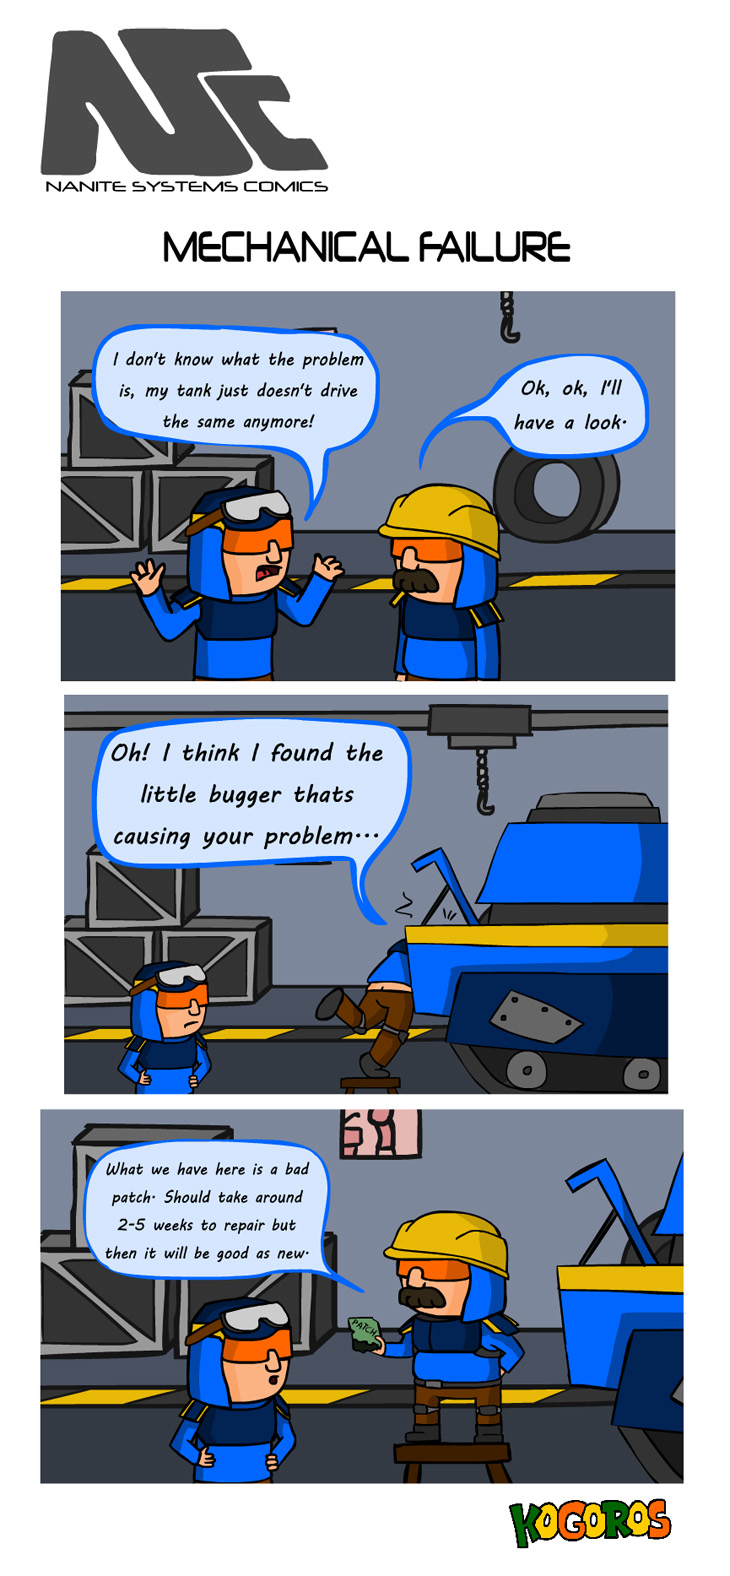 NSC
NANITE SYSTEMS COMICS
MECHANICAL FAILURE
I don't know what the problem
is, my tank just doesn't drive
the same anymore!
Ok, ok, I'll
have a look.
Oh! I think I found the
little bugger thats
causing your problem...
What we have here is a bad
patch. Should take around
2-5 weeks to repair but
then it will be good as new.
PATCH
KOGOROS